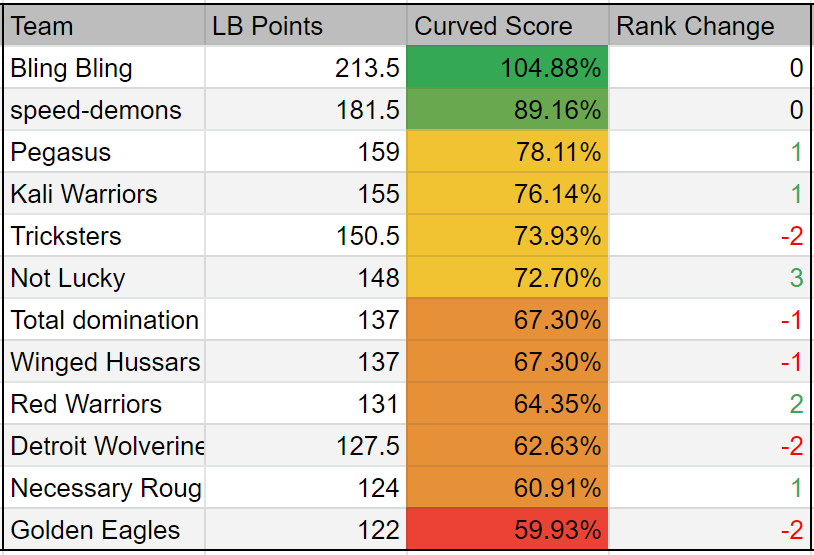 Team LB Points Curved Score Rank Change
Bling Bling 213.5 104.88% 0
speed-demons 181.5 89.16% 0
Pegasus 159 78.11% 1
Kali Warriors 155 76.14% 1
Tricksters 150.5 73.93% -2
Not Lucky 148 72.70% 3
Total domination 137 67.30% -1
Winged Hussars 137 67.30% -1
Red Warriors 131 64.35% 2
Detroit Wolverine 127.5 62.63% -2
Necessary Roug 124 60.91% 1
Golden Eagles 122 59.93% -2